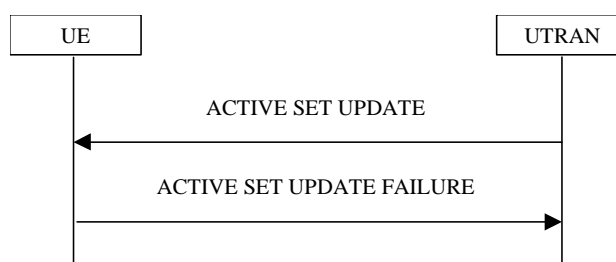 UE
UTRAN
ACTIVE SET UPDATE
ACTIVE SET UPDATE FAILURE